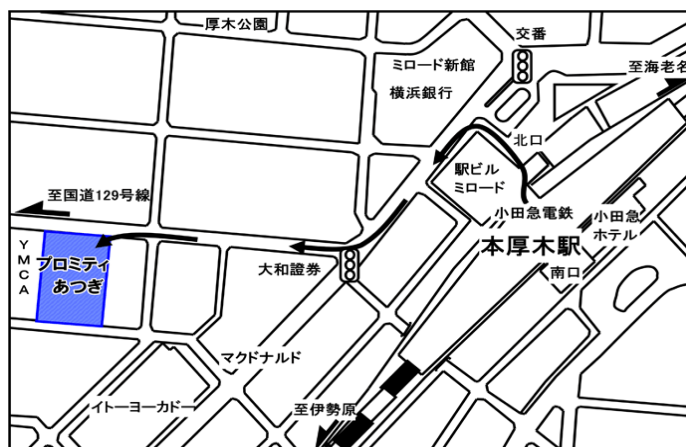 厚木公園
交番
ミロード新館
横浜銀行
至海老名
北口
駅ビル
ミロード
至国道129号線
小田急電鉄
小田急
ホテル
本厚木駅
南口
YMCA
プロミティ
あつぎ
大和證券
マクドナルド
イトーヨーカドー
至伊勢原